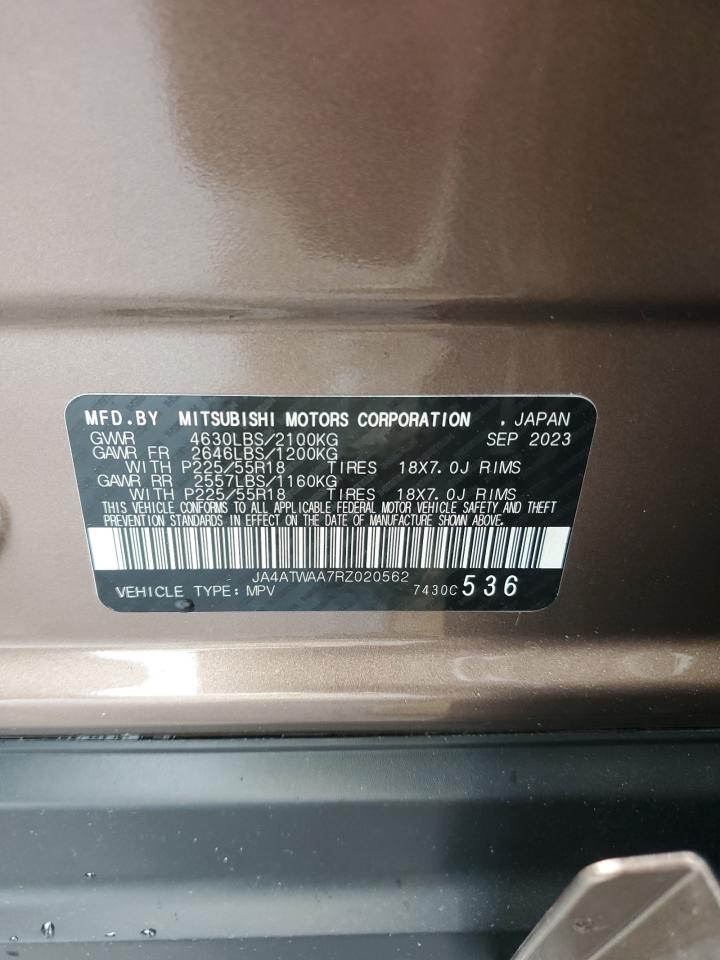 MFD.BY MITSUBISHI MOTORS CORPORATION , JAPAN
GVWR 4630LBS/2100KG SEP 2023
GAWR FR 2646LBS/1200KG
WITH P225/55R18 TIRES 18X7.0J RIMS
GAWR RR 2557LBS/1160KG
WITH P225/55R18 TIRES 18X7.0J RIMS
THIS VEHICLE CONFORMS TO ALL APPLICABLE FEDERAL MOTOR VEHICLE SAFETY AND THEFT
PREVENTION STANDARDS IN EFFECT ON THE DATE OF MANUFACTURE SHOWN ABOVE.
JA4ATWAA7RZ020562
VEHICLE TYPE: MPV 7430C 536